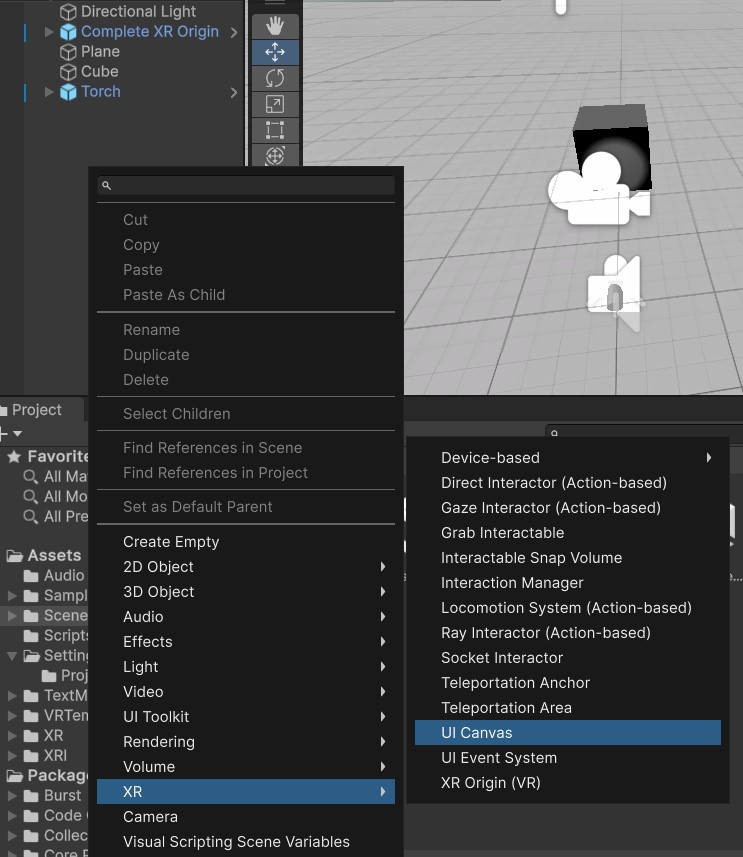 Directional Light
Complete XR Origin
Plane
Cube
Torch
Cut
Copy
Paste
Paste As Child
Rename
Duplicate
Delete
Select Children
Find References in Scene
Find References in Project
Set as Default Parent
Create Empty
2D Object
3D Object
Audio
Effects
Light
Video
UI Toolkit
Rendering
Volume
XR
Camera
Visual Scripting Scene Variables
Device-based
Direct Interactor (Action-based)
Gaze Interactor (Action-based)
Grab Interactable
Interactable Snap Volume
Interaction Manager
Locomotion System (Action-based)
Ray Interactor (Action-based)
Socket Interactor
Teleportation Anchor
Teleportation Area
UI Canvas
UI Event System
XR Origin (VR)
Project
Favorite
All Ma
All Mo
All Pre
Assets
Audio
Sampl
Scene
Scripts
Settin
Proj
TextM
VRTem
XR
XRI
Packag
Burst
Code
Collec
Core